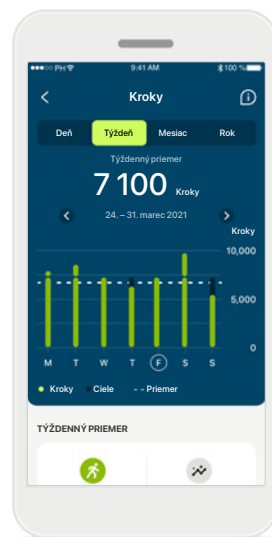 PH
9:41 AM
100 %
Kroky
Deň Týždeň Mesiac Rok
Týždenný priemer
7 100 Kroky
24. – 31. marec 2021
Kroky
10,000
5,000
0
M T W T F S S
Kroky Ciele - - Priemer
TÝŽDENNÝ PRIEMER